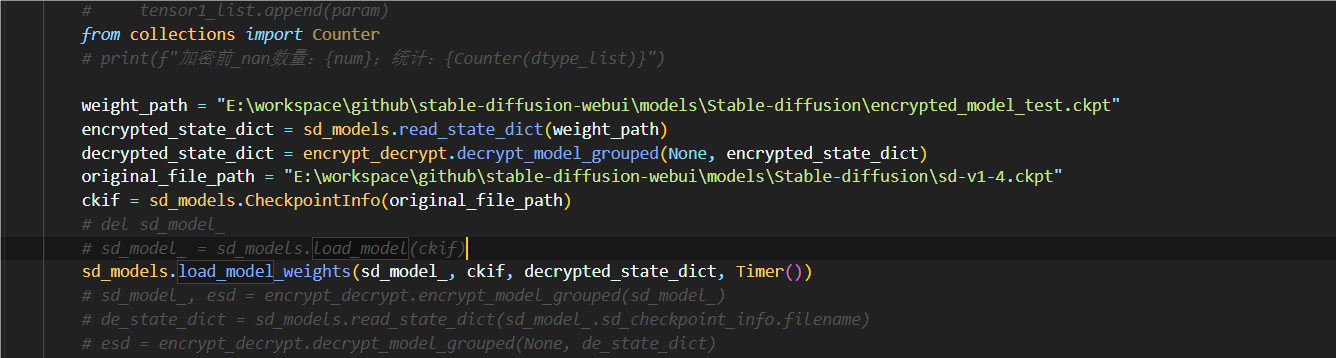 #     tensor1_list.append(param)
from collections import Counter
# print(f"加密前_nan数量：{num}；统计：{Counter(dtype_list)}")
weight_path = "E:\workspace\github\stable-diffusion-webui\models\Stable-diffusion\encrypted_model_test.ckpt"
encrypted_state_dict = sd_models.read_state_dict(weight_path)
decrypted_state_dict = encrypt_decrypt.decrypt_model_grouped(None, encrypted_state_dict)
original_file_path = "E:\workspace\github\stable-diffusion-webui\models\Stable-diffusion\sd-v1-4.ckpt"
ckif = sd_models.CheckpointInfo(original_file_path)
# del sd_model_
# sd_model_ = sd_models.load_model(ckif)
sd_models.load_model_weights(sd_model_, ckif, decrypted_state_dict, Timer())
# sd_model_, esd = encrypt_decrypt.encrypt_model_grouped(sd_model_)
# de_state_dict = sd_models.read_state_dict(sd_model_.sd_checkpoint_info.filename)
# esd = encrypt_decrypt.decrypt_model_grouped(None, de_state_dict)